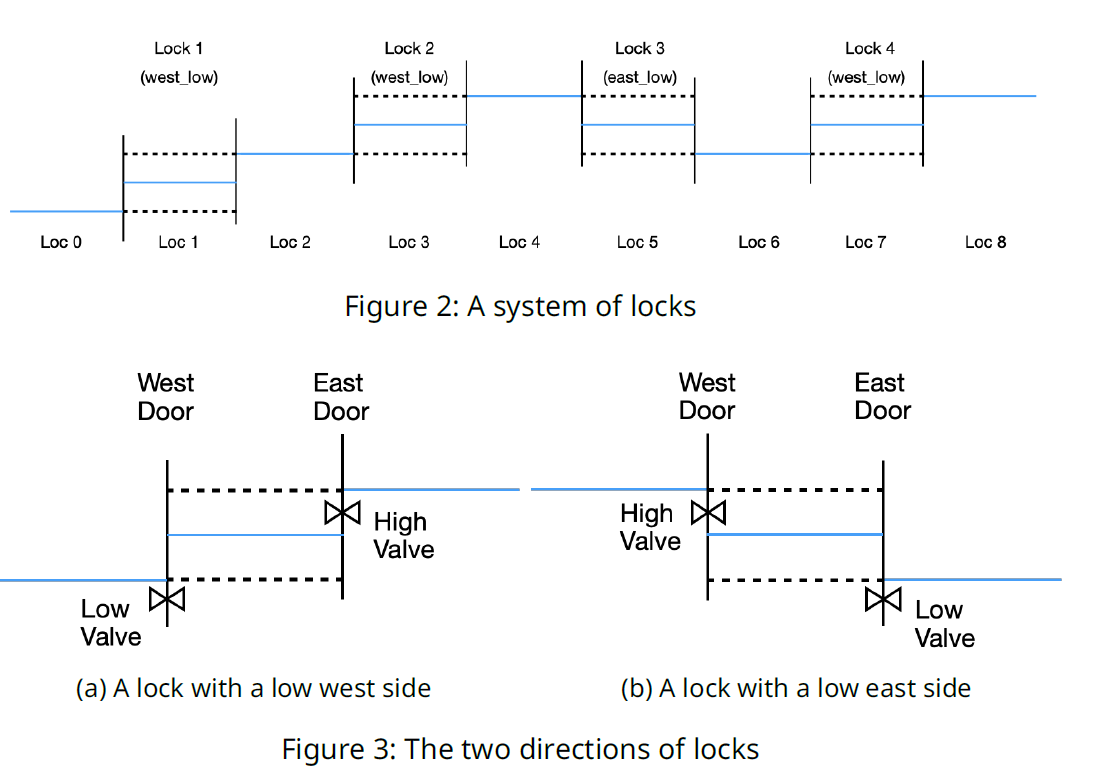 Lock 1
(west_low)
Lock 2
(west_low)
Lock 3
(east_low)
Lock 4
(west_low)
Loc 0
Loc 1
Loc 2
Loc 3
Loc 4
Loc 5
Loc 6
Loc 7
Loc 8
Figure 2: A system of locks
West
Door
East
Door
High
Valve
Low
Valve
(a) A lock with a low west side
West
Door
East
Door
High
Valve
Low
Valve
(b) A lock with a low east side
Figure 3: The two directions of locks